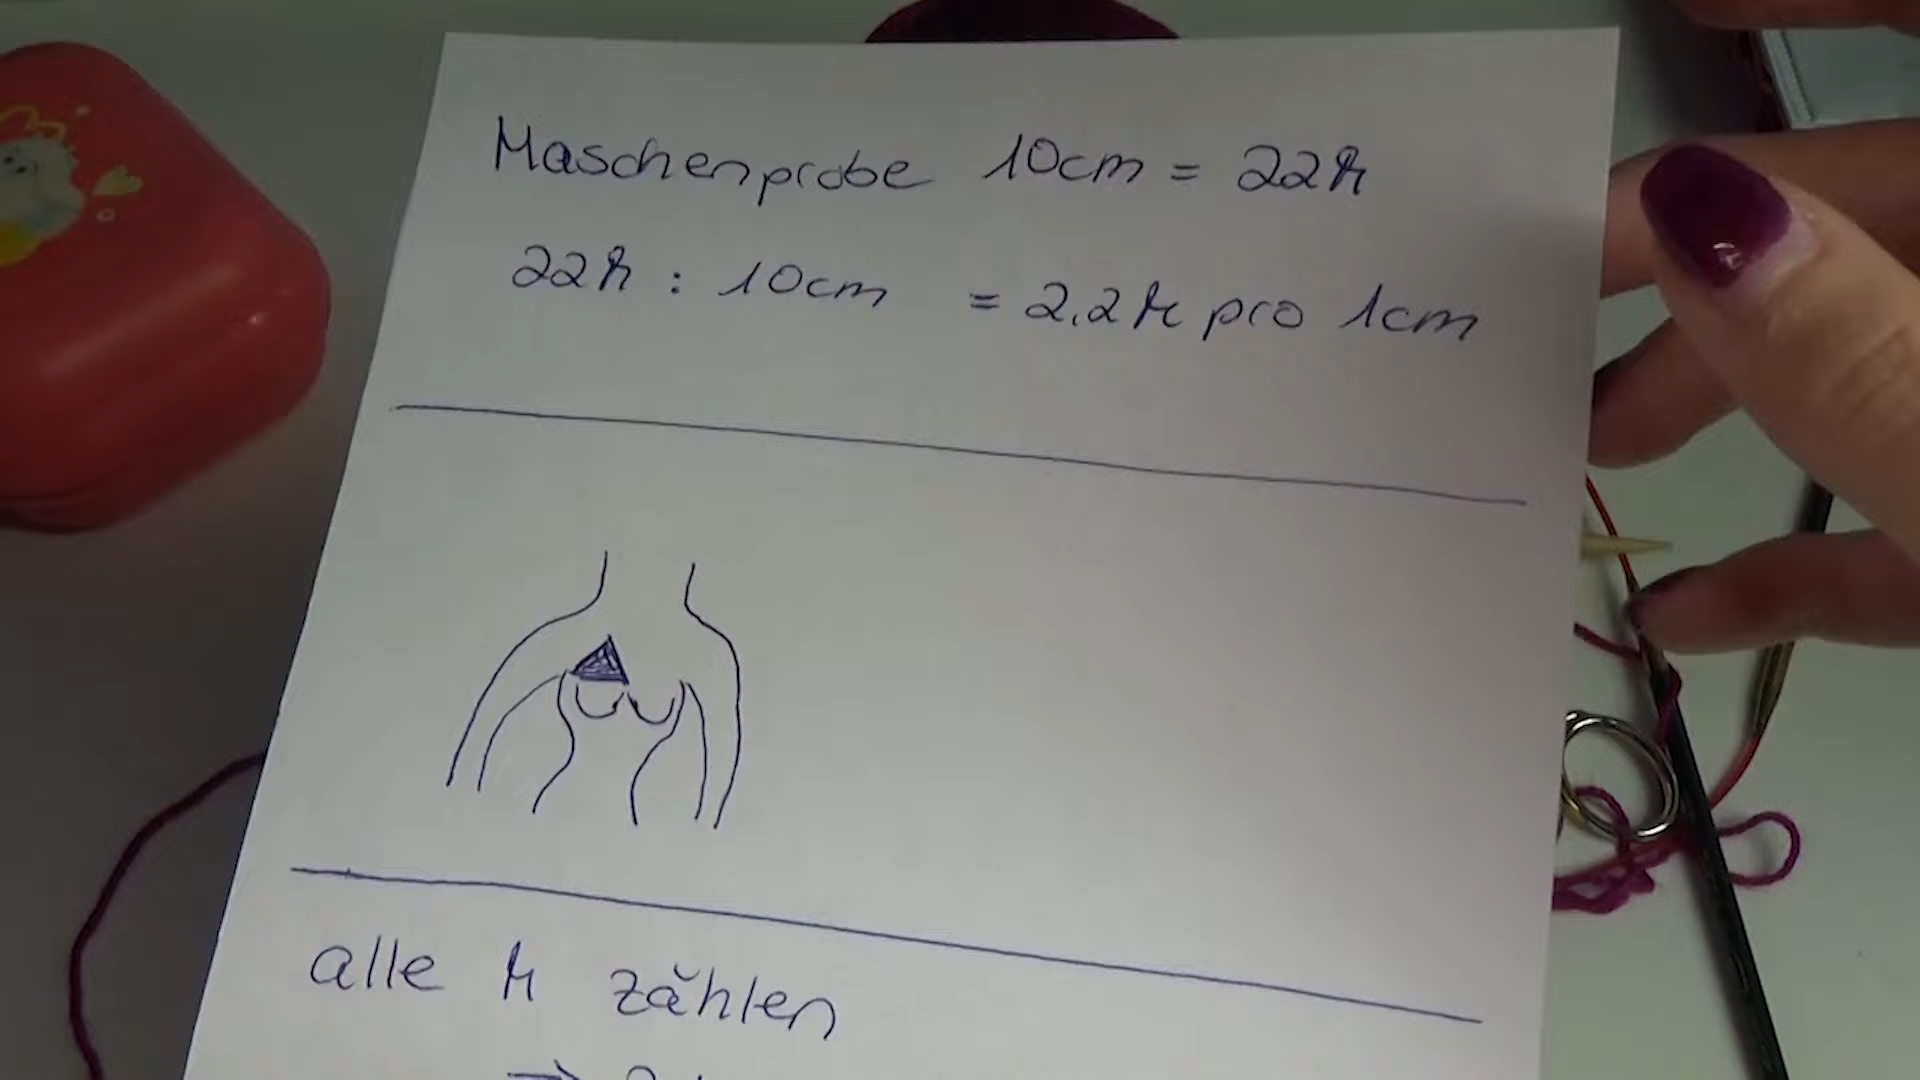 Maschenprobe 10cm = 22M
22M : 10cm = 2,2M pro 1cm
alle M zählen